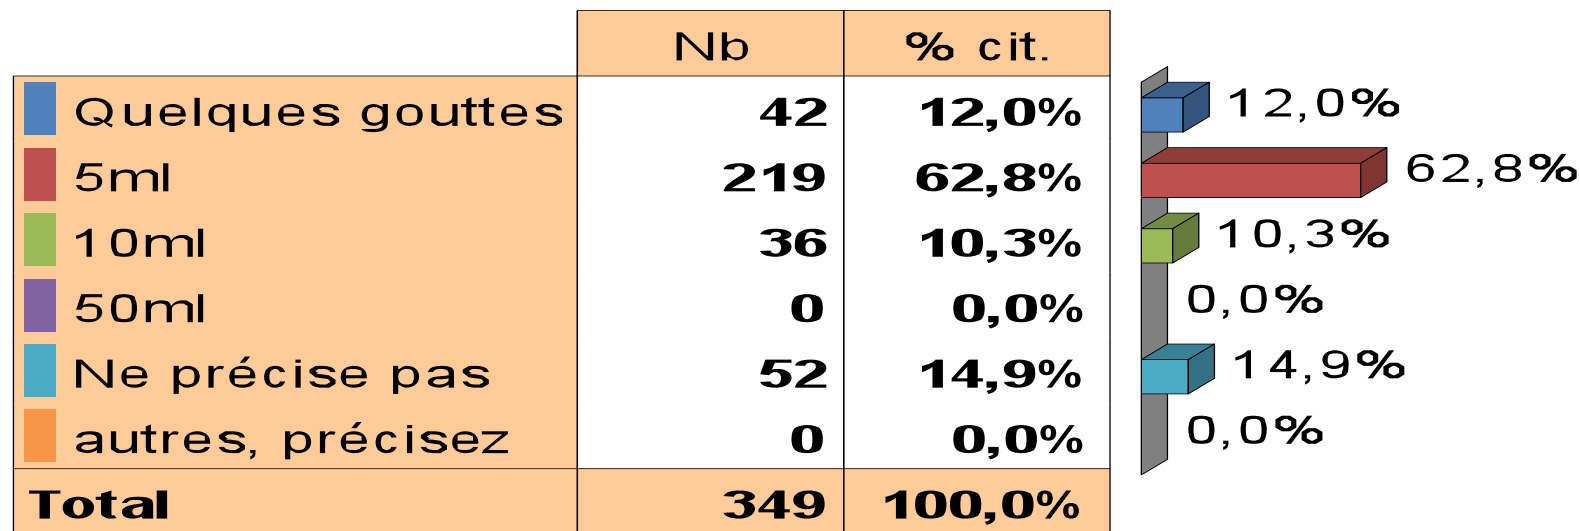 Nb % cit.
Quelques gouttes 42 12,0% 12,0%
5ml 219 62,8% 62,8%
10ml 36 10,3% 10,3%
50ml 0 0,0% 0,0%
Ne précise pas 52 14,9% 14,9%
autres, précisez 0 0,0% 0,0%
Total 349 100,0%